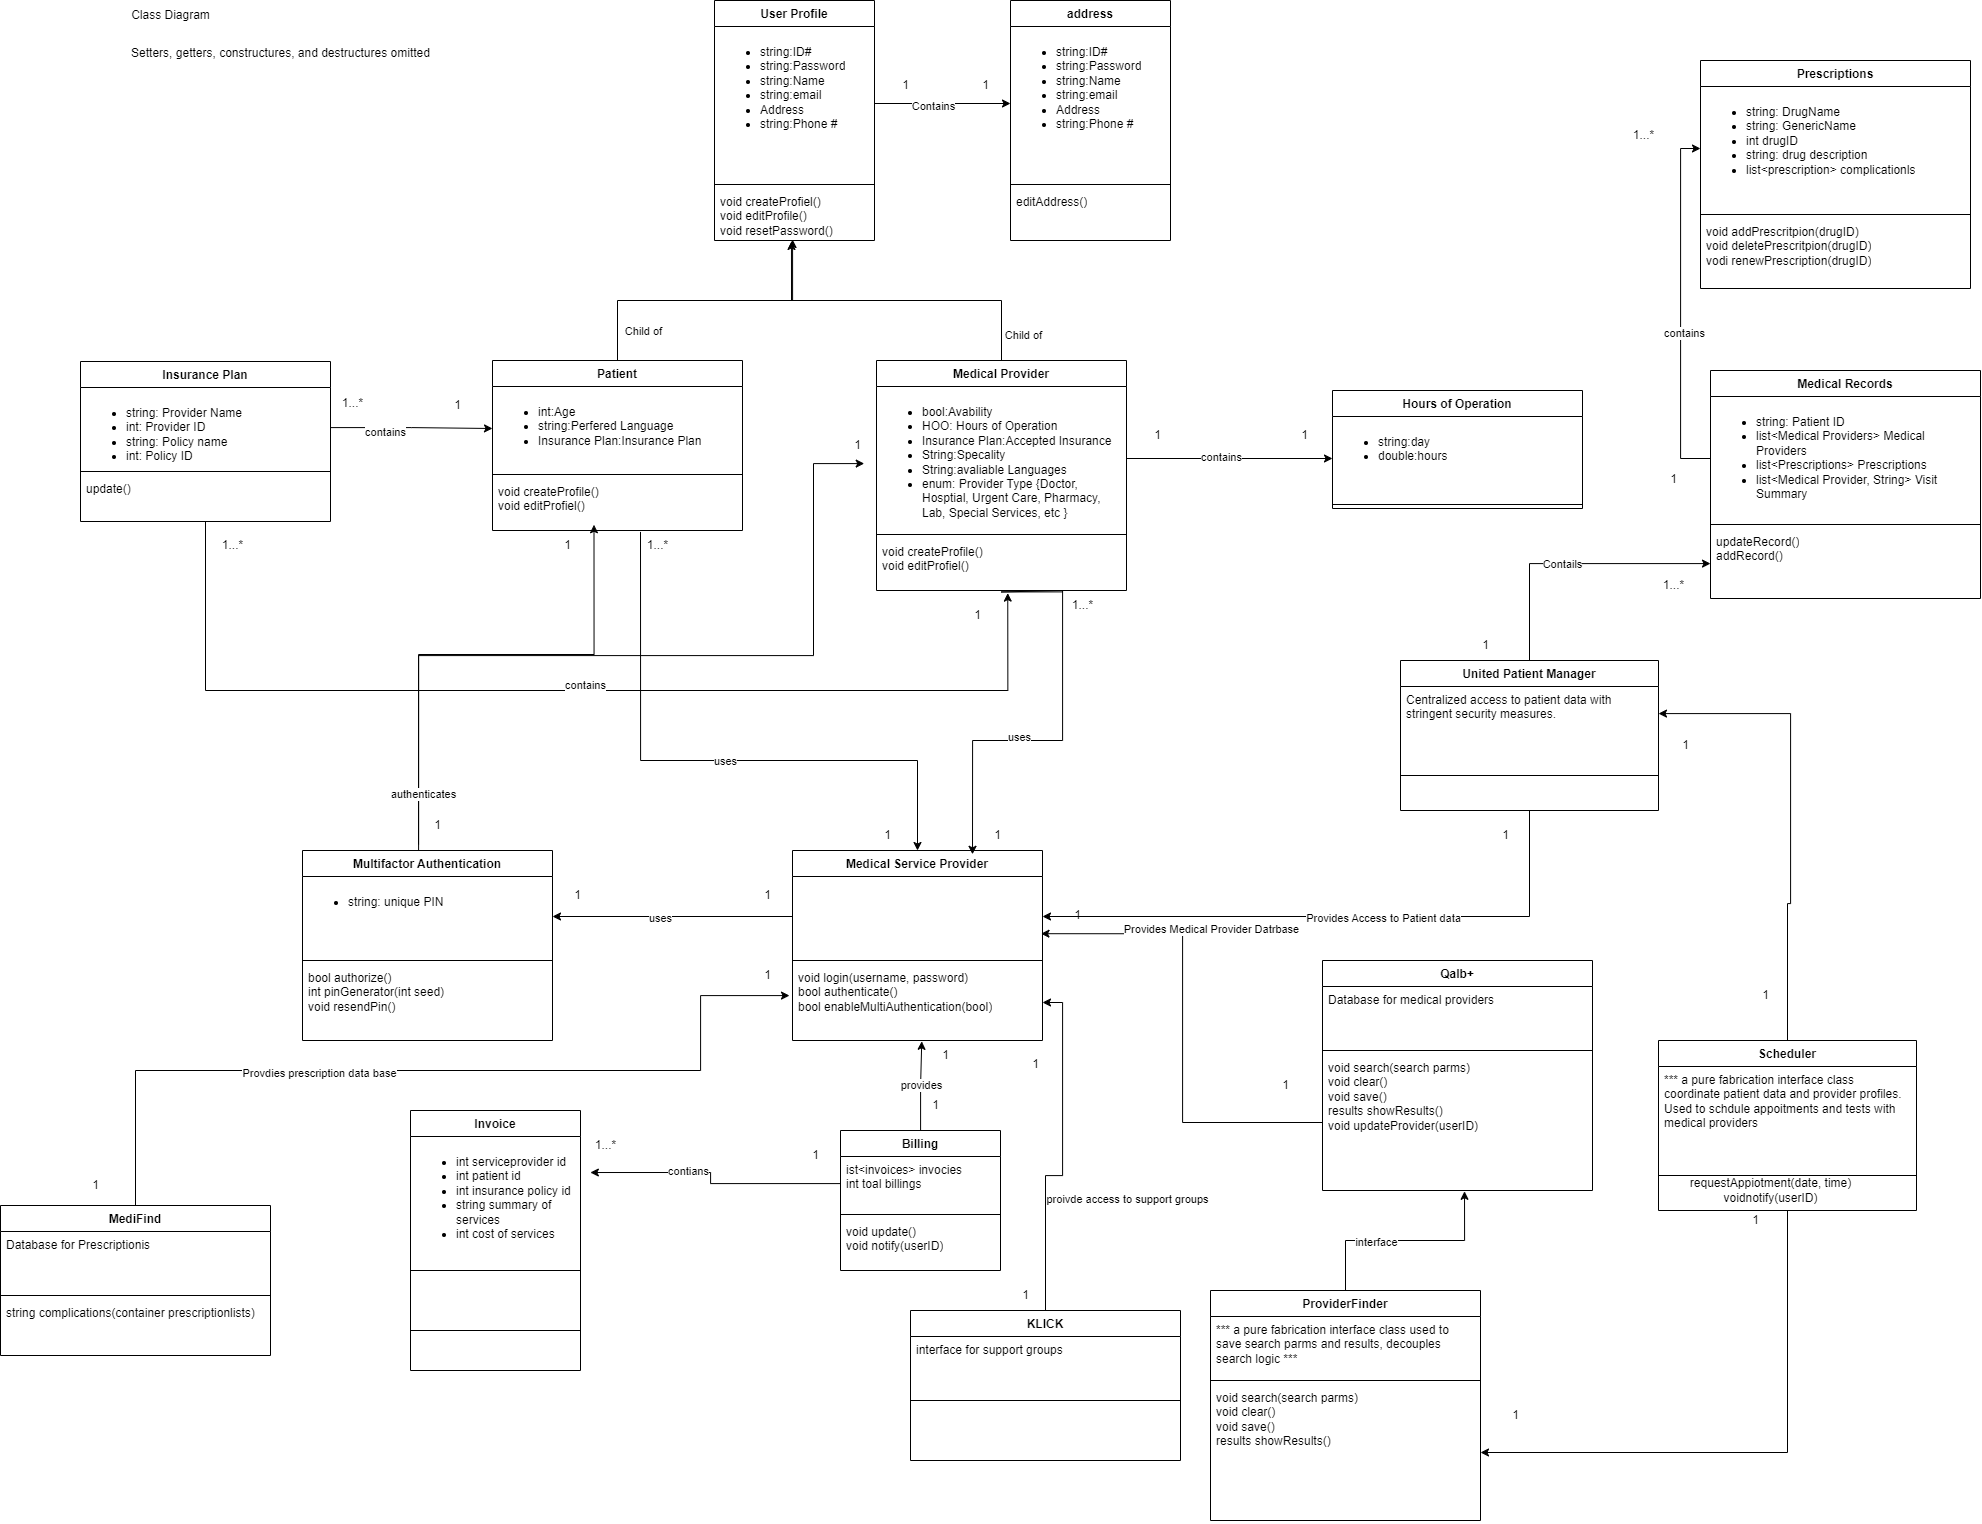 Class Diagram
Setters, getters, constructures, and destructures omitted
User Profile
string:ID#
string:Password
string:Name
string:email
Address
string:Phone #
void createProfiel()
void editProfile()
void resetPassword()
1
1
Contains
address
string:ID#
string:Password
string:Name
string:email
Address
string:Phone #
editAddress()
Prescriptions
string: DrugName
string: GenericName
int drugID
string: drug description
list<prescription> complicationls
void addPrescritpion(drugID)
void deletePrescritpion(drugID)
vodi renewPrescription(drugID)
1...*
contains
1
Child of
Child of
Insurance Plan
string: Provider Name
int: Provider ID
string: Policy name
int: Policy ID
update()
1...*
1
contains
Patient
int:Age
string:Perfered Language
Insurance Plan:Insurance Plan
void createProfile()
void editProfiel()
Medical Provider
bool:Avability
HOO: Hours of Operation
Insurance Plan:Accepted Insurance
String:Specality
String:avaliable Languages
enum: Provider Type {Doctor,
Hosptial, Urgent Care, Pharmacy,
Lab, Special Services, etc }
void createProfile()
void editProfiel()
1
1
1
contains
Hours of Operation
string:day
double:hours
Medical Records
string: Patient ID
list<Medical Providers> Medical
Providers
list<Prescriptions> Prescriptions
list<Medical Provider, String> Visit
Summary
updateRecord()
addRecord()
1...*
1
1...*
1
1...*
contains
uses
uses
Contails
1...*
1
United Patient Manager
Centralized access to patient data with
stringent security measures.
1
1
authenticates
1
1
1
Multifactor Authentication
string: unique PIN
bool authorize()
int pinGenerator(int seed)
void resendPin()
1
1
uses
Medical Service Provider
void login(username, password)
bool authenticate()
bool enableMultiAuthentication(bool)
1
1
Provides Access to Patient data
Provides Medical Provider Datrbase
Qalb+
Database for medical providers
void search(search parms)
void clear()
void save()
results showResults()
void updateProvider(userID)
1
1
Scheduler
*** a pure fabrication interface class
coordinate patient data and provider profiles.
Used to schdule appoitments and tests with
medical providers
requestAppiotment(date, time)
voidnotify(userID)
1
Provdies prescription data base
1
1
provides
1
1
Invoice
int serviceprovider id
int patient id
int insurance policy id
string summary of
services
int cost of services
1...*
1
contians
Billing
ist<invoices> invocies
int toal billings
void update()
void notify(userID)
proivde access to support groups
1
MediFind
Database for Prescriptionis
string complications(container prescriptionlists)
KLICK
interface for support groups
interface
ProviderFinder
*** a pure fabrication interface class used to
save search parms and results, decouples
search logic ***
void search(search parms)
void clear()
void save()
results showResults()
1